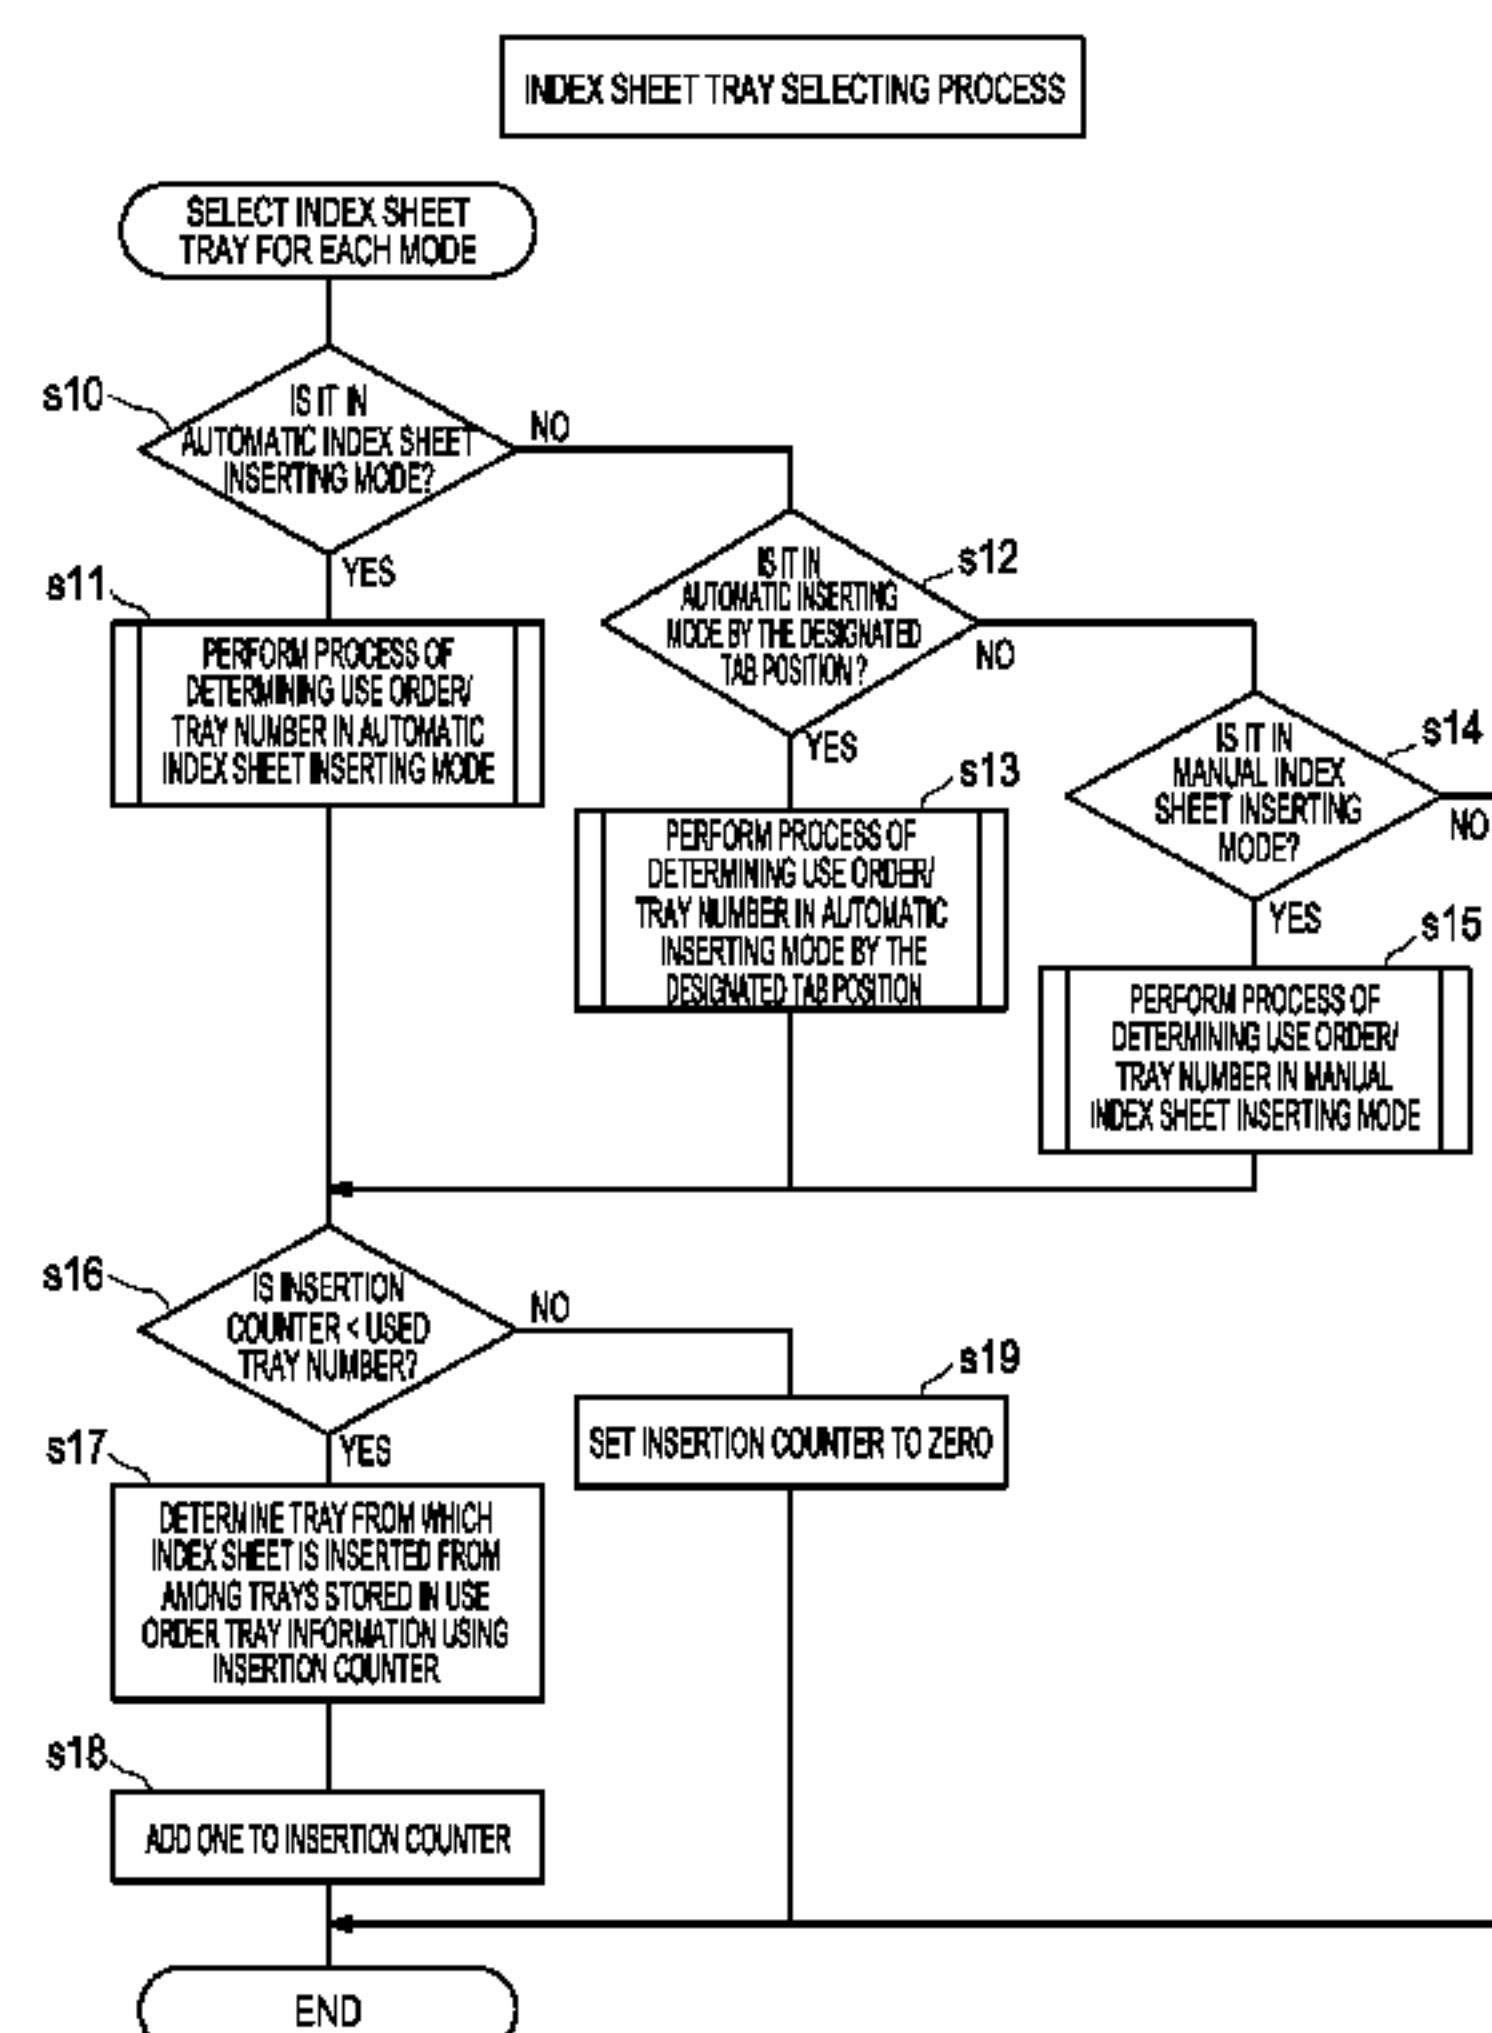 INDEX SHEET TRAY SELECTING PROCESS
SELECT INDEX SHEET
TRAY FOR EACH MODE
s10
IS IT IN
AUTOMATIC INDEX SHEET
INSERTING MODE?
NO
YES
s11
PERFORM PROCESS OF
DETERMINING USE ORDER/
TRAY NUMBER IN AUTOMATIC
INDEX SHEET INSERTING MODE
s12
IS IT IN
AUTOMATIC INSERTING
MODE BY THE DESIGNATED
TAB POSITION?
NO
YES
s13
PERFORM PROCESS OF
DETERMINING USE ORDER/
TRAY NUMBER IN AUTOMATIC
INSERTING MODE BY THE
DESIGNATED TAB POSITION
s14
IS IT IN
MANUAL INDEX
SHEET INSERTING
MODE?
NO
YES
s15
PERFORM PROCESS OF
DETERMINING USE ORDER/
TRAY NUMBER IN MANUAL
INDEX SHEET INSERTING MODE
s16
IS INSERTION
COUNTER < USED
TRAY NUMBER?
NO
YES
s19
SET INSERTION COUNTER TO ZERO
s17
DETERMINE TRAY FROM WHICH
INDEX SHEET IS INSERTED FROM
AMONG TRAYS STORED IN USE
ORDER TRAY INFORMATION USING
INSERTION COUNTER
s18
ADD ONE TO INSERTION COUNTER
END